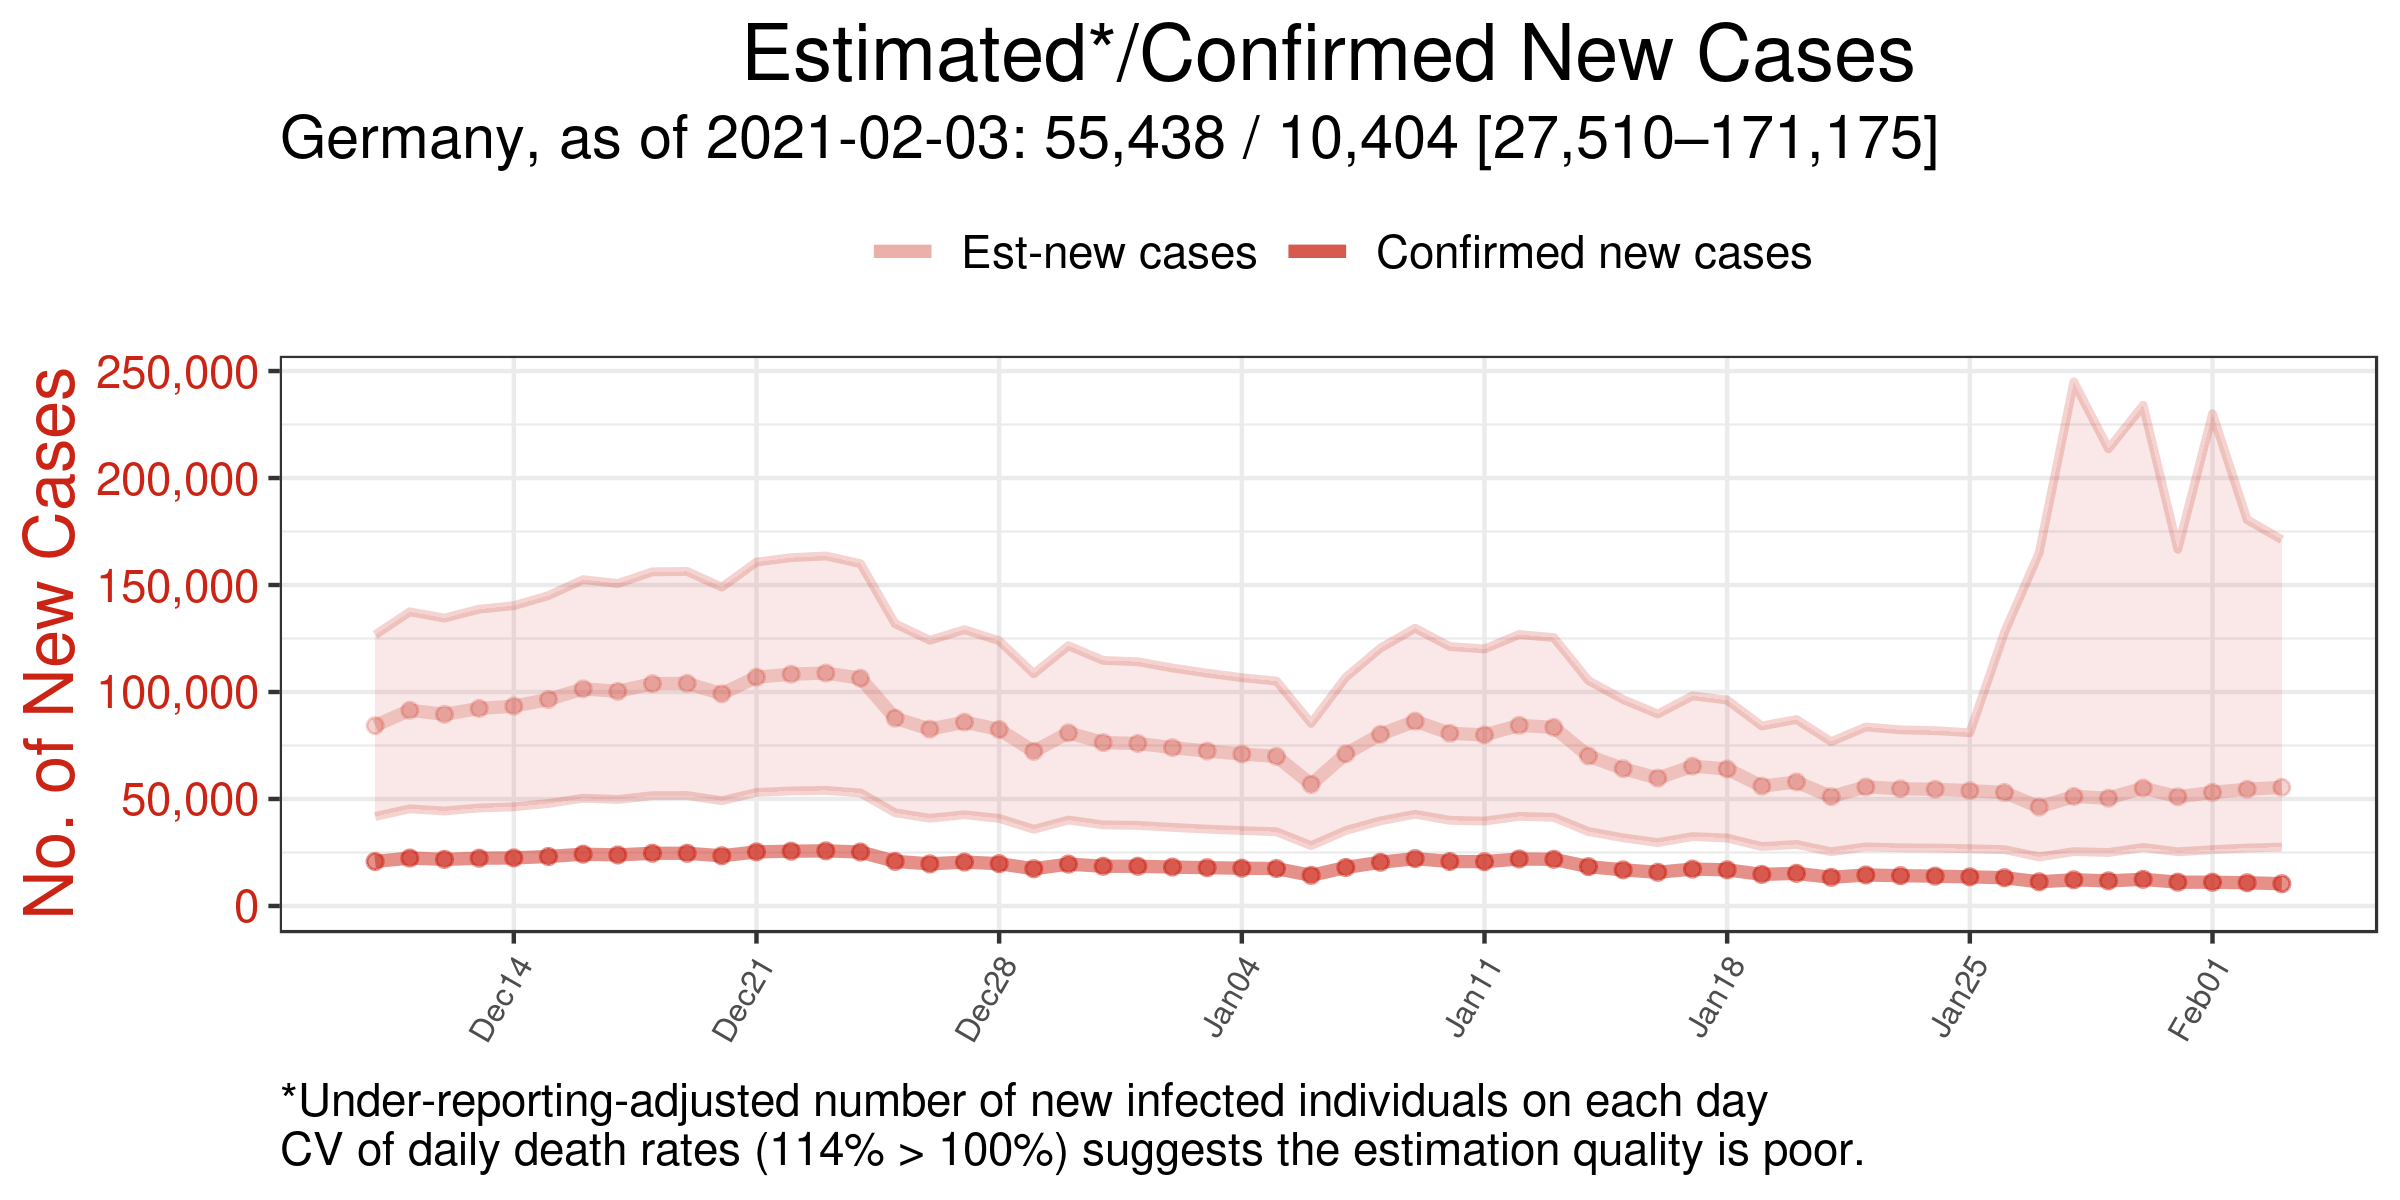 Estimated*/Confirmed New Cases
Germany, as of 2021-02-03: 55,438 / 10,404 [27,510–171,175]
Est-new cases
Confirmed new cases
No. of New Cases
250,000
200,000
150,000
100,000
50,000
0
Dec14
Dec21
Dec28
Jan04
Jan11
Jan18
Jan25
Feb01
*Under-reporting-adjusted number of new infected individuals on each day
CV of daily death rates (114% > 100%) suggests the estimation quality is poor.